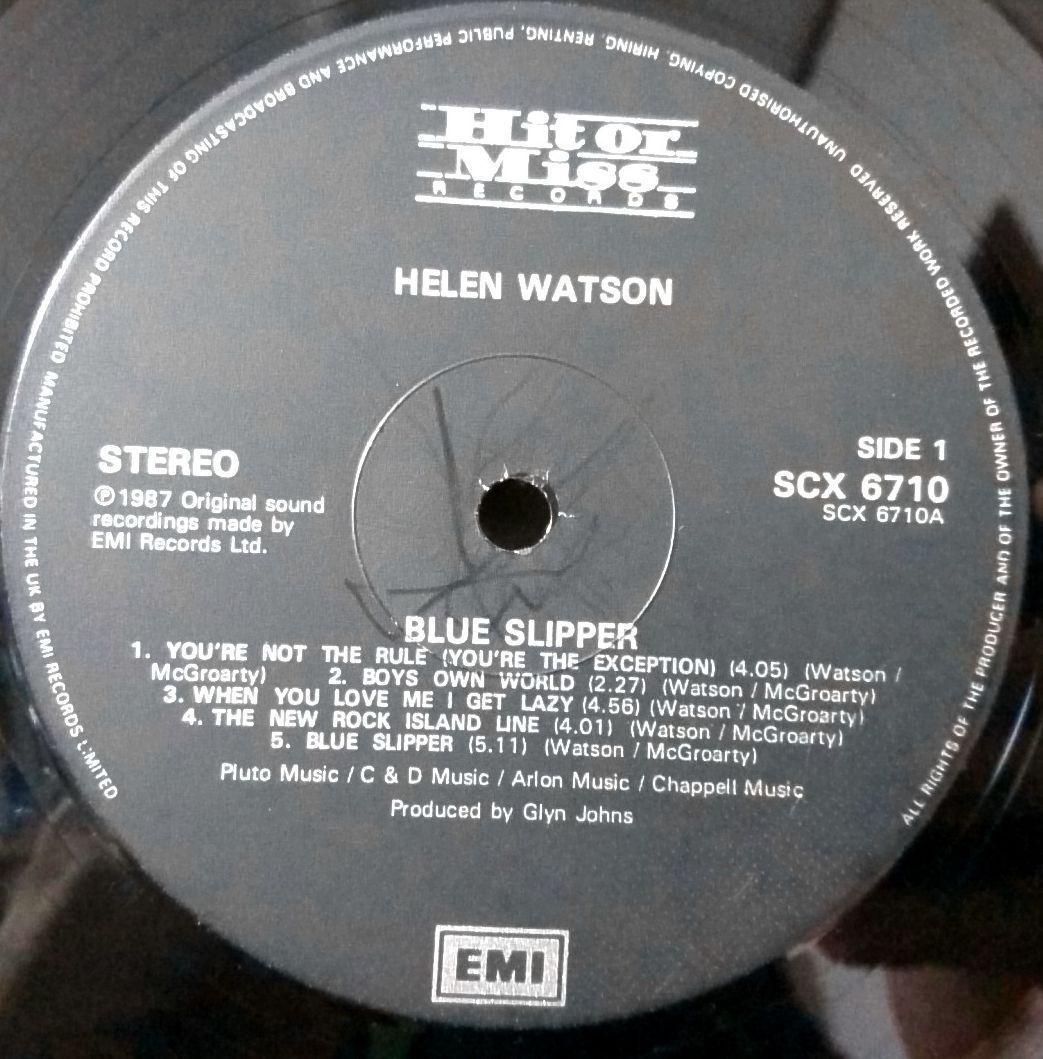 Hit or
Miss
RECORDS
HELEN WATSON
STEREO
℗1987 Original sound
recordings made by
EMI Records Ltd.
SIDE 1
SCX 6710
SCX 6710A
BLUE SLIPPER
1. YOU'RE NOT THE RULE (YOU'RE THE EXCEPTION) (4.05) (Watson /
McGroarty) 2. BOYS OWN WORLD (2.27) (Watson / McGroarty)
3. WHEN YOU LOVE ME I GET LAZY (4.56) (Watson / McGroarty)
4. THE NEW ROCK ISLAND LINE (4.01) (Watson / McGroarty)
5. BLUE SLIPPER (5.11) (Watson / McGroarty)
Pluto Music / C & D Music / Arlon Music / Chappell Music
Produced by Glyn Johns
EMI
ALL RIGHTS OF THE PRODUCER AND OF THE OWNER OF THE RECORDED WORK RESERVED UNAUTHORISED COPYING, HIRING, RENTING, PUBLIC PERFORMANCE AND BROADCASTING OF THIS RECORD PROHIBITED MANUFACTURED IN THE UK BY EMI RECORDS LIMITED